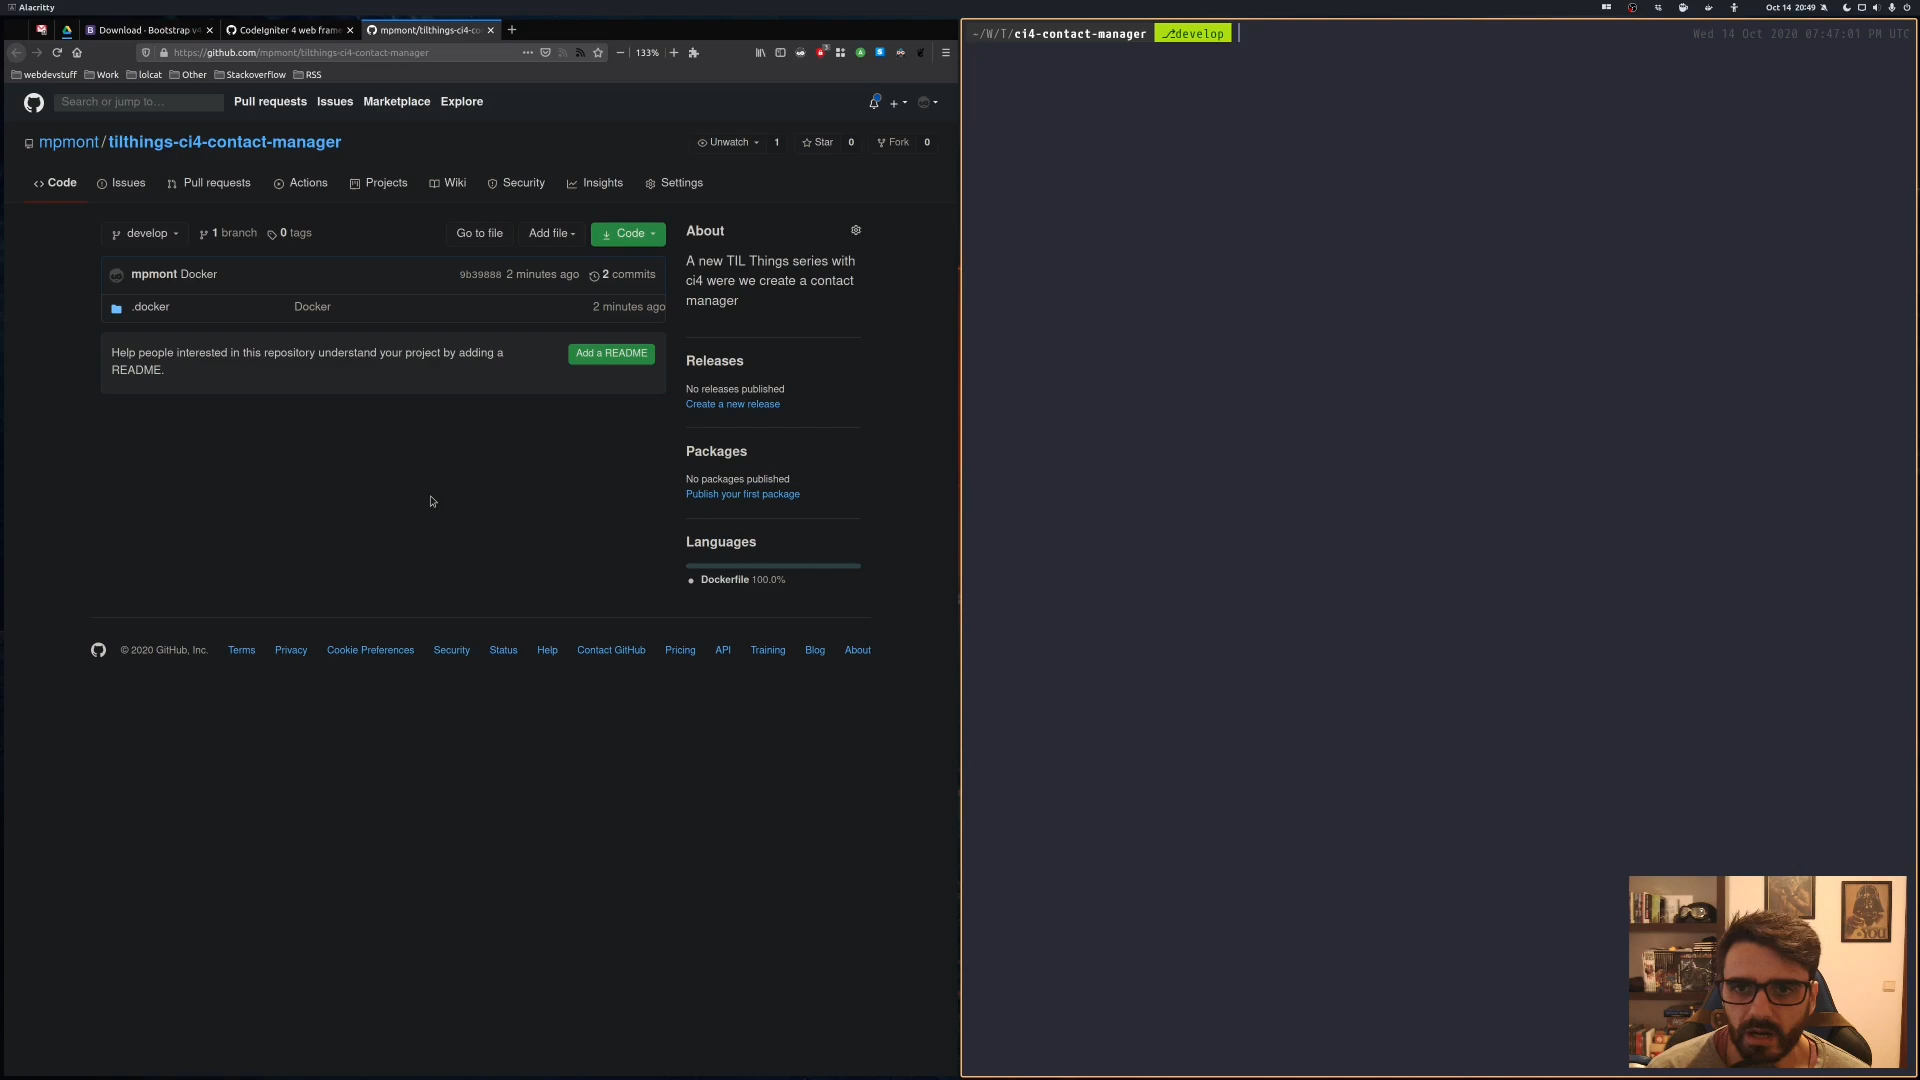 Alacritty
Oct 14 20:49
Download · Bootstrap v4
CodeIgniter 4 web frame
mpmont/tilthings-ci4-co
https://github.com/mpmont/tilthings-ci4-contact-manager
133%
webdevstuff
Work
lolcat
Other
Stackoverflow
RSS
Search or jump to…
Pull requests
Issues
Marketplace
Explore
mpmont/tilthings-ci4-contact-manager
Unwatch 1
Star 0
Fork 0
Code
Issues
Pull requests
Actions
Projects
Wiki
Security
Insights
Settings
develop
1 branch
0 tags
Go to file
Add file
Code
mpmont Docker
9b39888 2 minutes ago
2 commits
.docker
Docker
2 minutes ago
Help people interested in this repository understand your project by adding a
README.
Add a README
About
A new TIL Things series with
ci4 were we create a contact
manager
Releases
No releases published
Create a new release
Packages
No packages published
Publish your first package
Languages
Dockerfile 100.0%
© 2020 GitHub, Inc.
Terms
Privacy
Cookie Preferences
Security
Status
Help
Contact GitHub
Pricing
API
Training
Blog
About
~/W/T/ci4-contact-manager
develop
Wed 14 Oct 2020 07:47:01 PM UTC
YOU